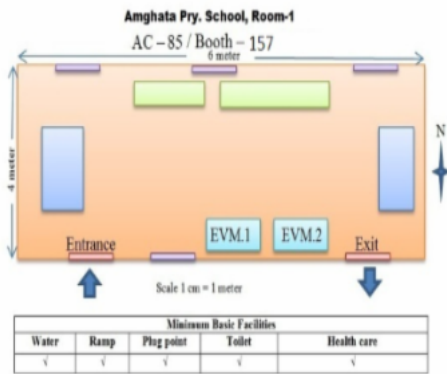 Amghata Pry. School, Room-1
AC – 85 / Booth – 157
6 meter
4 meter
N
EVM.1 EVM.2
Entrance Exit
Scale 1 cm = 1 meter
Minimum Basic Facilities
Water Ramp Plug point Toilet Health care
√ √ √ √ √